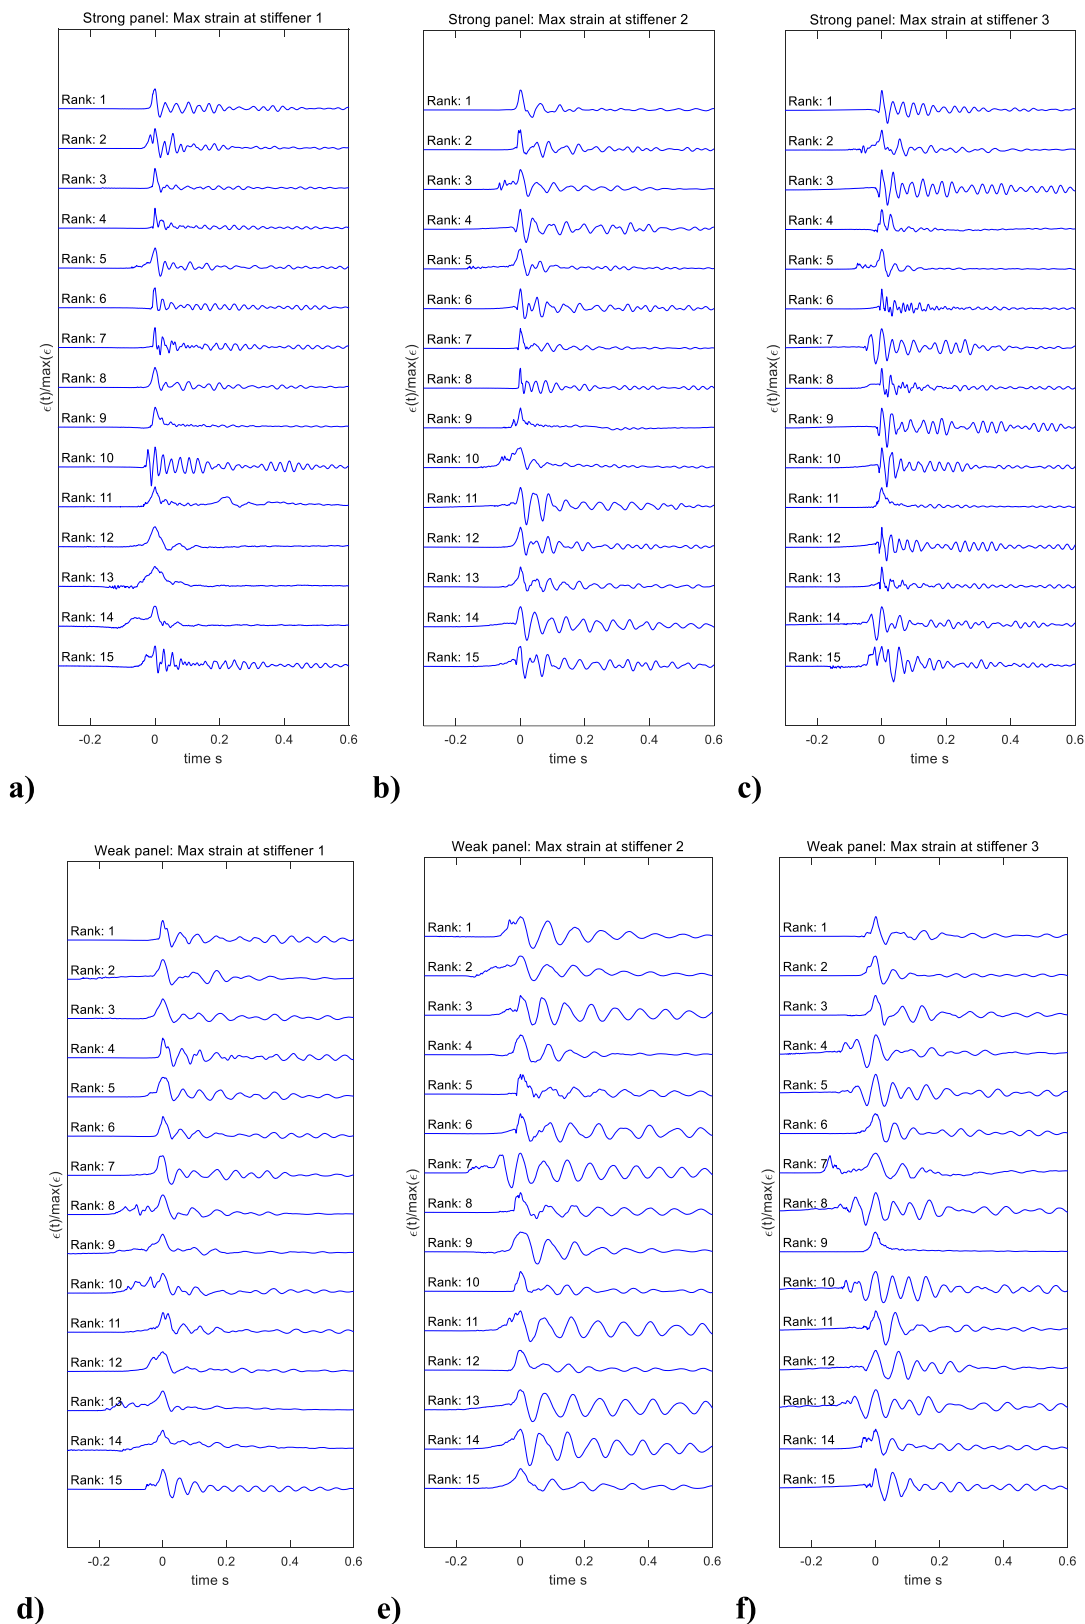 Strong panel: Max strain at stiffener 1
Rank: 1
Rank: 2
Rank: 3
Rank: 4
Rank: 5
Rank: 6
Rank: 7
Rank: 8
Rank: 9
Rank: 10
Rank: 11
Rank: 12
Rank: 13
Rank: 14
Rank: 15
ϵ(t)/max(ϵ)
-0.2 0 0.2 0.4 0.6
time s
a)
Strong panel: Max strain at stiffener 2
Rank: 1
Rank: 2
Rank: 3
Rank: 4
Rank: 5
Rank: 6
Rank: 7
Rank: 8
Rank: 9
Rank: 10
Rank: 11
Rank: 12
Rank: 13
Rank: 14
Rank: 15
ϵ(t)/max(ϵ)
-0.2 0 0.2 0.4 0.6
time s
b)
Strong panel: Max strain at stiffener 3
Rank: 1
Rank: 2
Rank: 3
Rank: 4
Rank: 5
Rank: 6
Rank: 7
Rank: 8
Rank: 9
Rank: 10
Rank: 11
Rank: 12
Rank: 13
Rank: 14
Rank: 15
ϵ(t)/max(ϵ)
-0.2 0 0.2 0.4 0.6
time s
c)
Weak panel: Max strain at stiffener 1
Rank: 1
Rank: 2
Rank: 3
Rank: 4
Rank: 5
Rank: 6
Rank: 7
Rank: 8
Rank: 9
Rank: 10
Rank: 11
Rank: 12
Rank: 13
Rank: 14
Rank: 15
ϵ(t)/max(ϵ)
-0.2 0 0.2 0.4 0.6
time s
d)
Weak panel: Max strain at stiffener 2
Rank: 1
Rank: 2
Rank: 3
Rank: 4
Rank: 5
Rank: 6
Rank: 7
Rank: 8
Rank: 9
Rank: 10
Rank: 11
Rank: 12
Rank: 13
Rank: 14
Rank: 15
ϵ(t)/max(ϵ)
-0.2 0 0.2 0.4 0.6
time s
e)
Weak panel: Max strain at stiffener 3
Rank: 1
Rank: 2
Rank: 3
Rank: 4
Rank: 5
Rank: 6
Rank: 7
Rank: 8
Rank: 9
Rank: 10
Rank: 11
Rank: 12
Rank: 13
Rank: 14
Rank: 15
ϵ(t)/max(ϵ)
-0.2 0 0.2 0.4 0.6
time s
f)